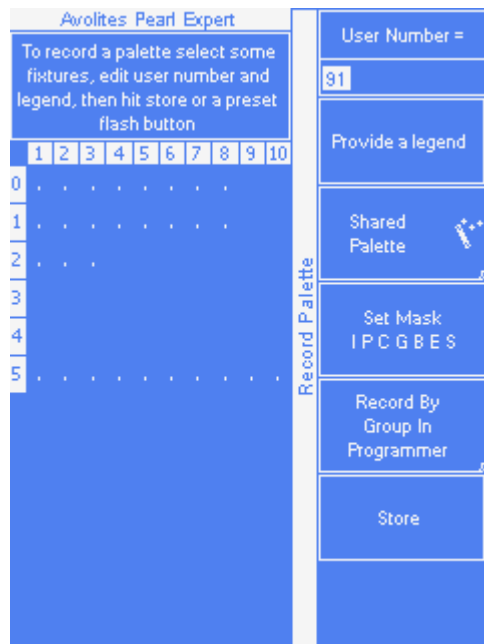 Avolites Pearl Expert
To record a palette select some
fixtures, edit user number and
legend, then hit store or a preset
flash button
1 2 3 4 5 6 7 8 9 10
0 . . . . . . . .
1 . . . . . . . .
2 . . .
3
4
5 . . . . . . . . . .
Record Palette
User Number =
91
Provide a legend
Shared
Palette
Set Mask
I P C G B E S
Record By
Group In
Programmer
Store